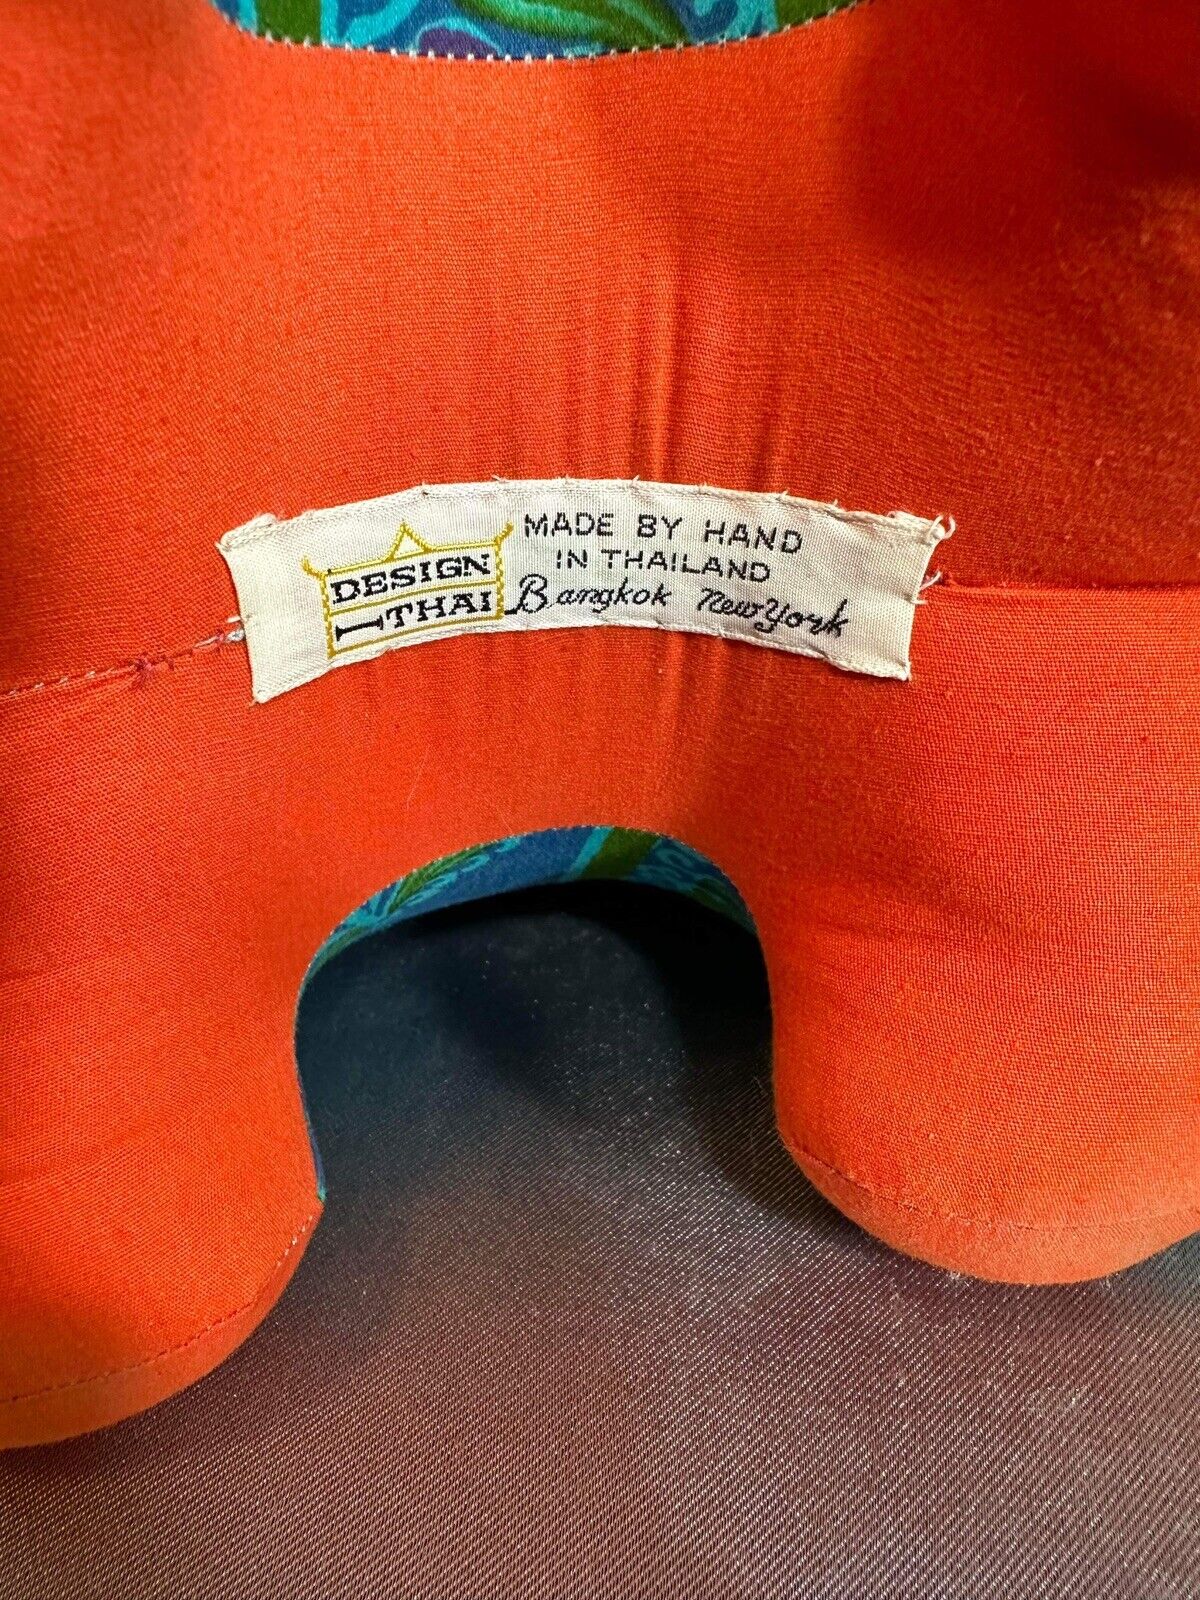 DESIGN
THAI
MADE BY HAND
IN THAILAND
Bangkok New York